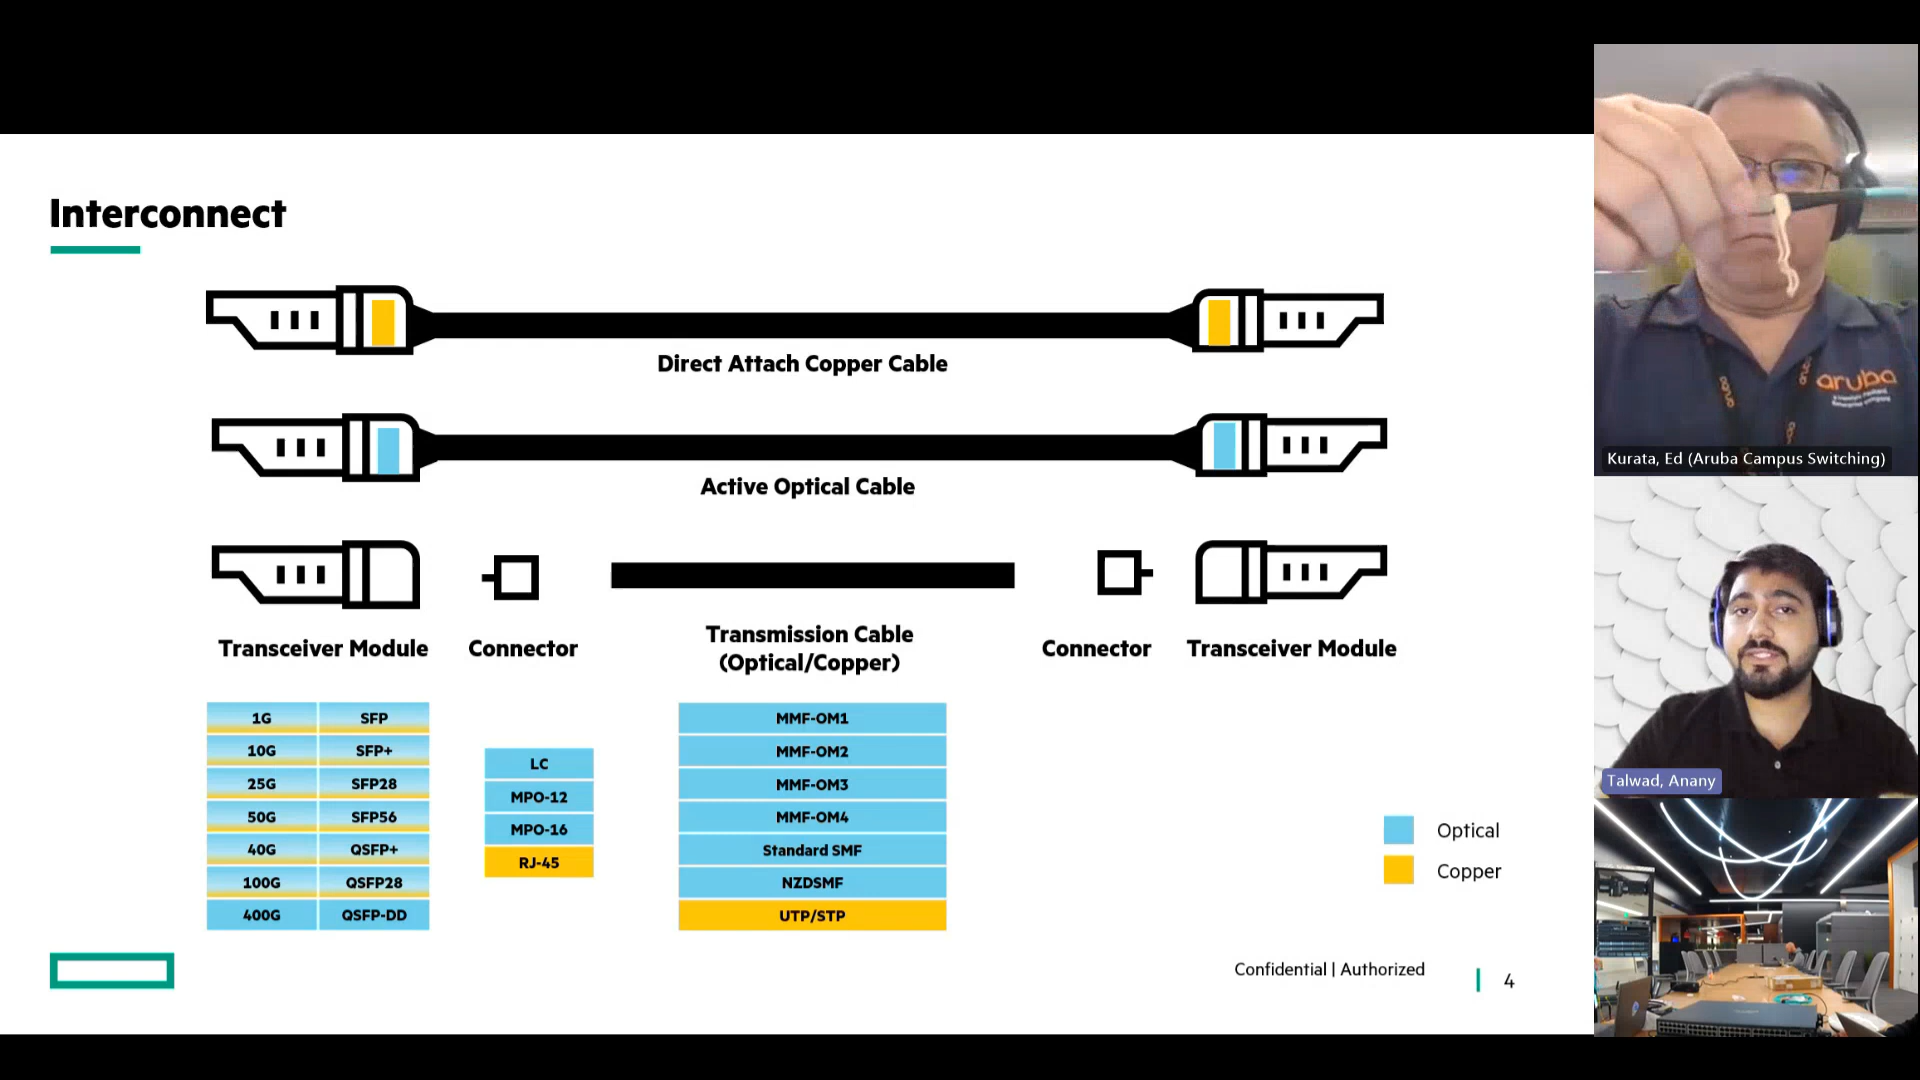 Interconnect
Direct Attach Copper Cable
Active Optical Cable
Transceiver Module
Connector
Transmission Cable
(Optical/Copper)
Connector
Transceiver Module
1G SFP
10G SFP+
25G SFP28
50G SFP56
40G QSFP+
100G QSFP28
400G QSFP-DD
LC
MPO-12
MPO-16
RJ-45
MMF-OM1
MMF-OM2
MMF-OM3
MMF-OM4
Standard SMF
NZDSMF
UTP/STP
Optical
Copper
Confidential | Authorized
4
aruba
Kurata, Ed (Aruba Campus Switching)
Talwad, Anany